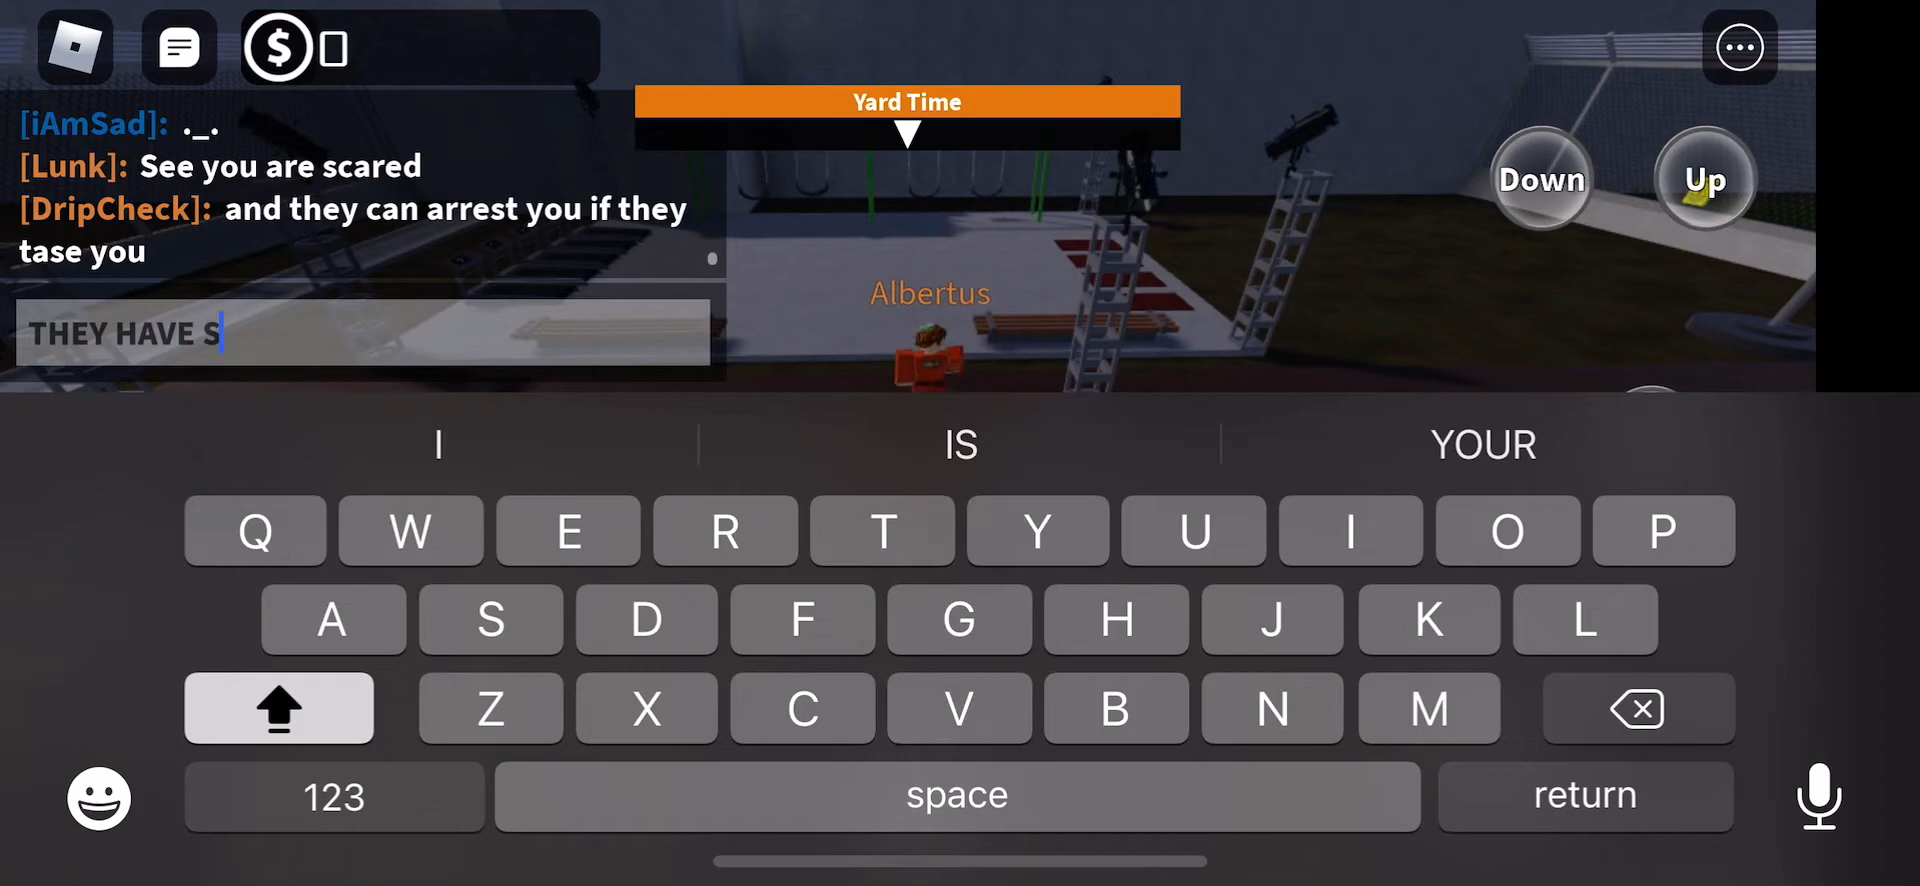 Yard Time
[iAmSad]: ._.
[Lunk]: See you are scared
[DripCheck]: and they can arrest you if they
tase you
THEY HAVE S
Down
Up
Albertus
I
IS
YOUR
Q W E R T Y U I O P
A S D F G H J K L
Z X C V B N M
123
space
return